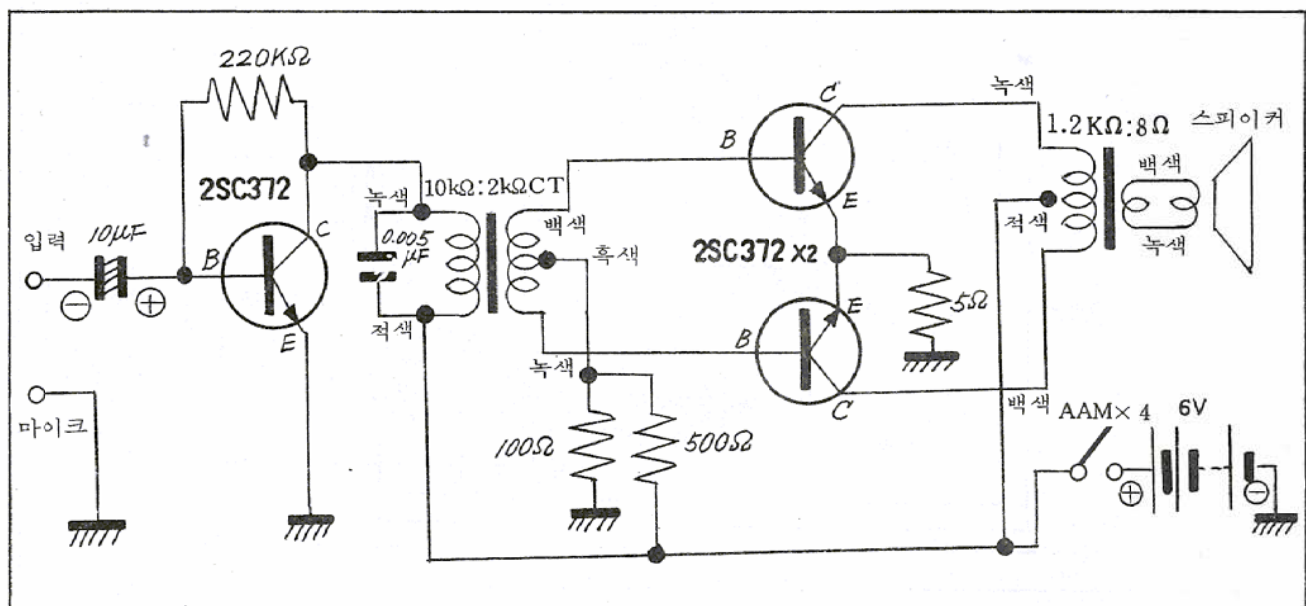 220KΩ
2SC372
입력
10μF
B
C
E
⊖
⊕
마이크
녹색
10kΩ:2kΩCT
0.005
μF
적색
백색
흑색
녹색
100Ω
500Ω
B
C
E
2SC372 X2
5Ω
B
E
C
녹색
1.2KΩ:8Ω
스피이커
백색
적색
녹색
백색
AAM×4
6V
⊕
⊖